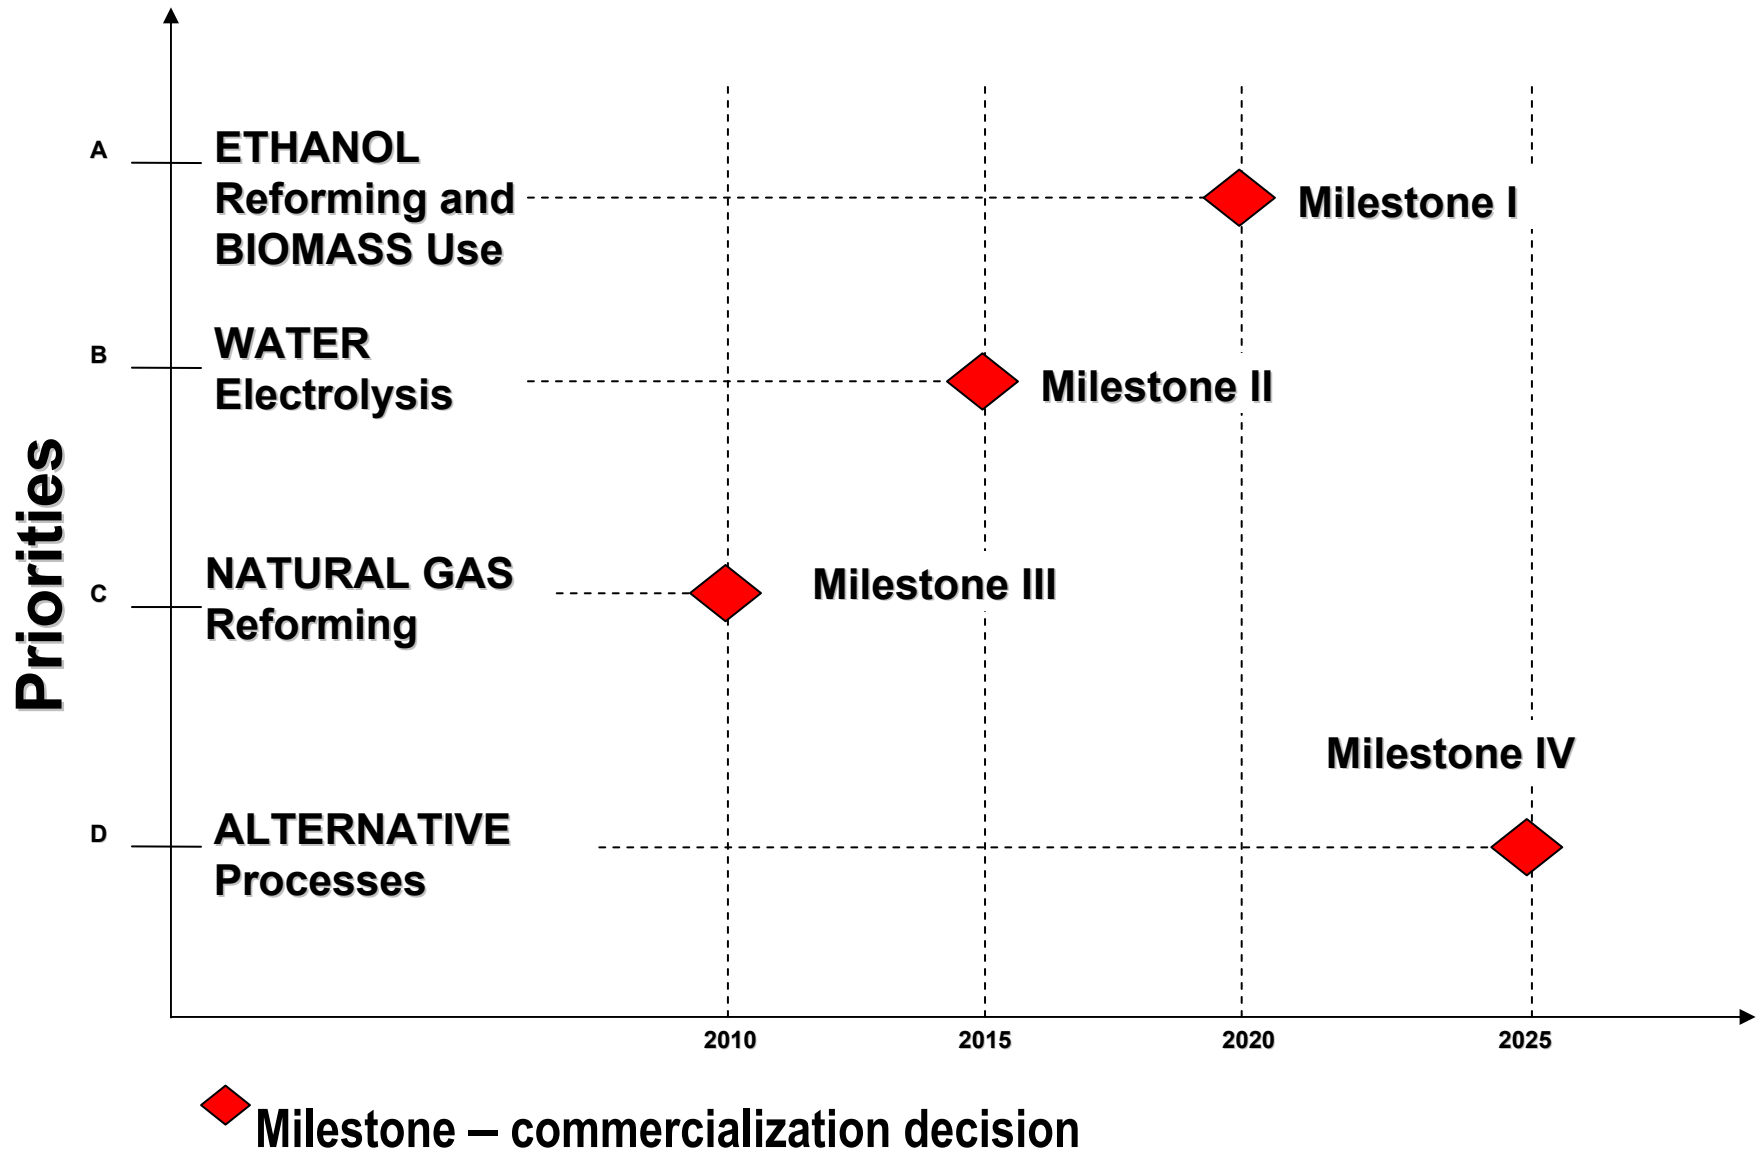 A
ETHANOL
Reforming and
BIOMASS Use
Milestone I
B
WATER
Electrolysis
Milestone II
Priorities
C
NATURAL GAS
Reforming
Milestone III
Milestone IV
D
ALTERNATIVE
Processes
2010 2015 2020 2025
Milestone – commercialization decision